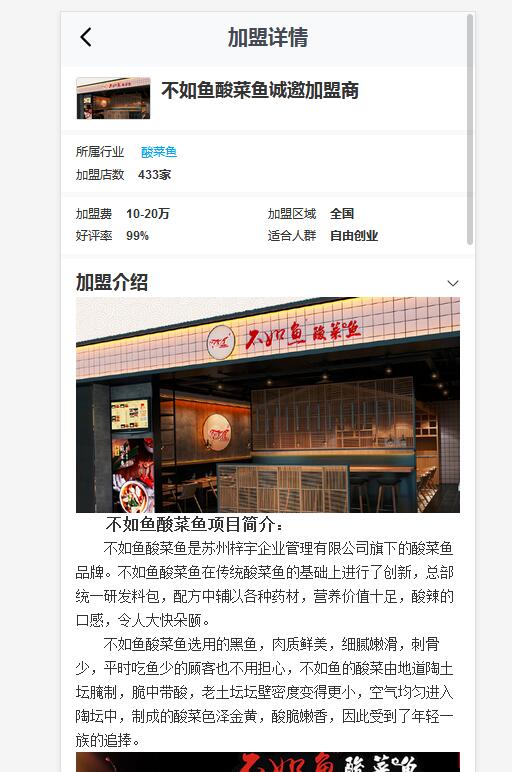 加盟详情
不如鱼酸菜鱼诚邀加盟商
所属行业 酸菜鱼
加盟店数 433家
加盟费 10-20万 加盟区域 全国
好评率 99% 适合人群 自由创业
加盟介绍
不如鱼 酸菜鱼
不如鱼酸菜鱼项目简介：
不如鱼酸菜鱼是苏州梓宇企业管理有限公司旗下的酸菜鱼
品牌。不如鱼酸菜鱼在传统酸菜鱼的基础上进行了创新，总部
统一研发料包，配方中辅以各种药材，营养价值十足，酸辣的
口感，令人大快朵颐。
不如鱼酸菜鱼选用的黑鱼，肉质鲜美，细腻嫩滑，刺骨
少，平时吃鱼少的顾客也不用担心，不如鱼的酸菜由地道陶土
坛腌制，脆中带酸，老土坛坛壁密度变得更小，空气均匀进入
陶坛中，制成的酸菜色泽金黄，酸脆嫩香，因此受到了年轻一
族的追捧。
不如鱼 酸菜鱼